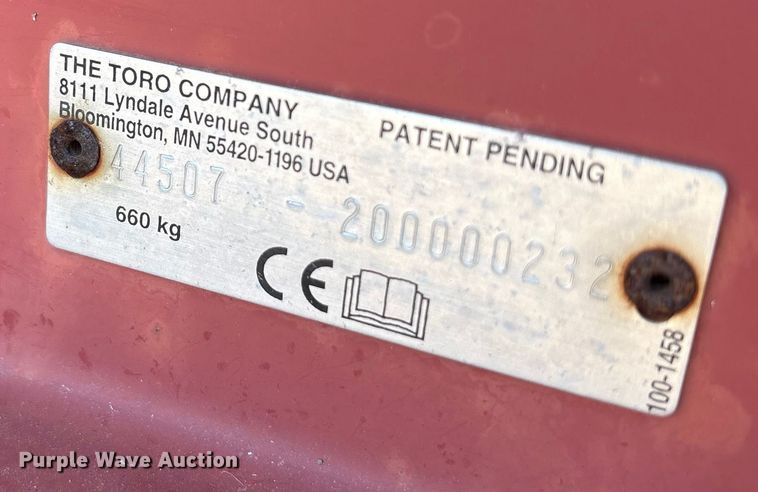 THE TORO COMPANY
8111 Lyndale Avenue South
Bloomington, MN 55420-1196 USA
PATENT PENDING
44507 - 200000232
660 kg
CE
100-1458
Purple Wave Auction